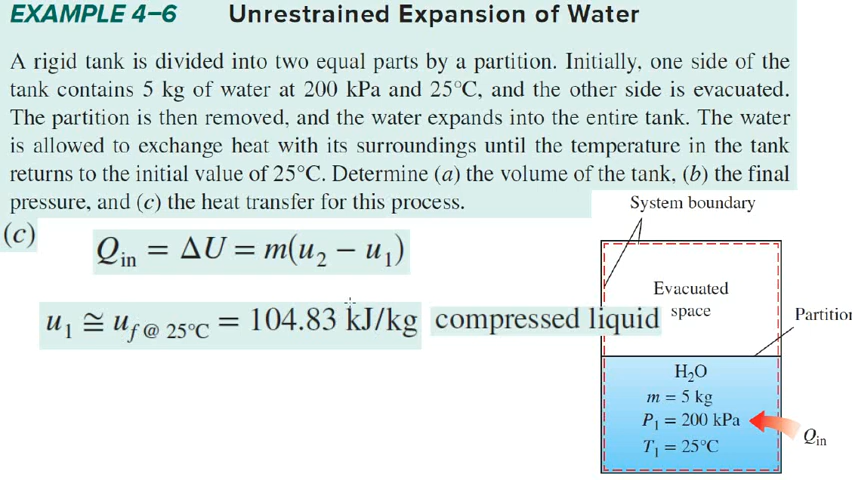 EXAMPLE 4–6 Unrestrained Expansion of Water
A rigid tank is divided into two equal parts by a partition. Initially, one side of the
tank contains 5 kg of water at 200 kPa and 25°C, and the other side is evacuated.
The partition is then removed, and the water expands into the entire tank. The water
is allowed to exchange heat with its surroundings until the temperature in the tank
returns to the initial value of 25°C. Determine (a) the volume of the tank, (b) the final
pressure, and (c) the heat transfer for this process.
(c)
Q_in = ΔU = m(u₂ − u₁)
u₁ ≅ u_f @ 25°C = 104.83 kJ/kg compressed liquid
System boundary
Evacuated
space
Partition
H₂O
m = 5 kg
P₁ = 200 kPa
T₁ = 25°C
Q_in